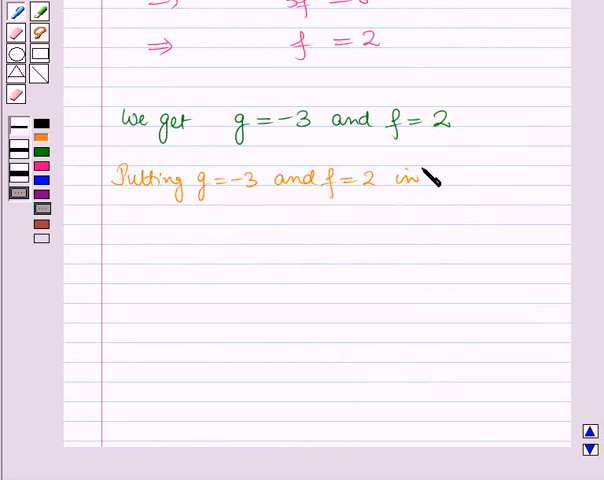 ⇒ f = 2
We get g = -3 and f = 2
Putting g = -3 and f = 2 in